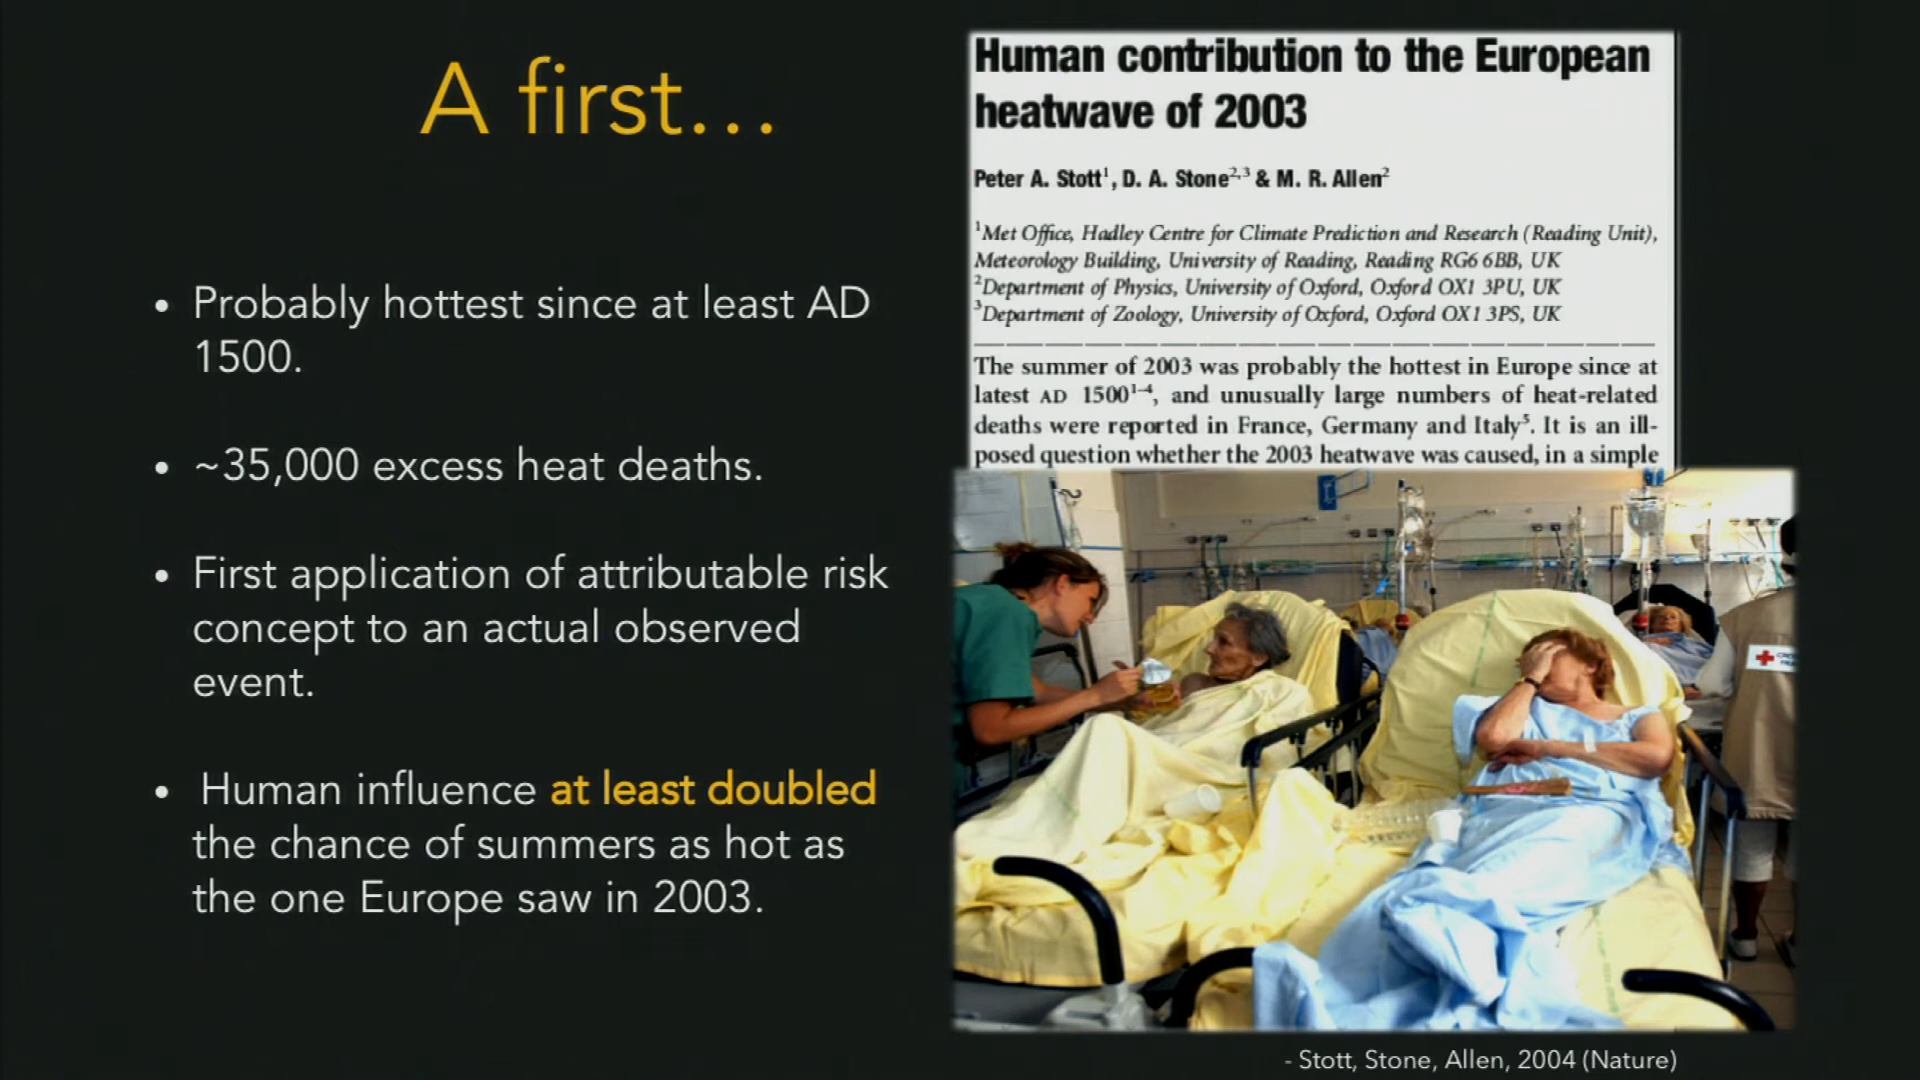 A first...
• Probably hottest since at least AD
1500.
• ~35,000 excess heat deaths.
• First application of attributable risk
concept to an actual observed
event.
• Human influence at least doubled
the chance of summers as hot as
the one Europe saw in 2003.
Human contribution to the European
heatwave of 2003
Peter A. Stott¹, D. A. Stone²,³ & M. R. Allen²
¹Met Office, Hadley Centre for Climate Prediction and Research (Reading Unit),
Meteorology Building, University of Reading, Reading RG6 6BB, UK
²Department of Physics, University of Oxford, Oxford OX1 3PU, UK
³Department of Zoology, University of Oxford, Oxford OX1 3PS, UK
The summer of 2003 was probably the hottest in Europe since at
latest AD 1500¹⁻⁴, and unusually large numbers of heat-related
deaths were reported in France, Germany and Italy⁵. It is an ill-
posed question whether the 2003 heatwave was caused, in a simple
- Stott, Stone, Allen, 2004 (Nature)